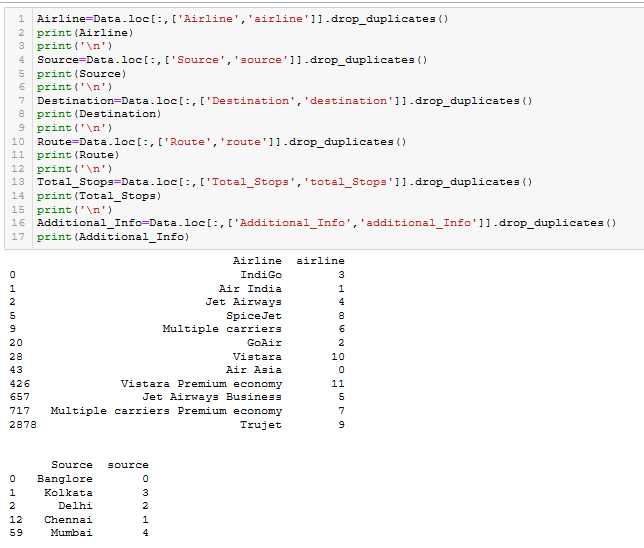 1 Airline=Data.loc[:,['Airline','airline']].drop_duplicates()
2 print(Airline)
3 print('\n')
4 Source=Data.loc[:,['Source','source']].drop_duplicates()
5 print(Source)
6 print('\n')
7 Destination=Data.loc[:,['Destination','destination']].drop_duplicates()
8 print(Destination)
9 print('\n')
10 Route=Data.loc[:,['Route','route']].drop_duplicates()
11 print(Route)
12 print('\n')
13 Total_Stops=Data.loc[:,['Total_Stops','total_Stops']].drop_duplicates()
14 print(Total_Stops)
15 print('\n')
16 Additional_Info=Data.loc[:,['Additional_Info','additional_Info']].drop_duplicates()
17 print(Additional_Info)
Airline airline
0 IndiGo 3
1 Air India 1
2 Jet Airways 4
5 SpiceJet 8
9 Multiple carriers 6
20 GoAir 2
28 Vistara 10
43 Air Asia 0
426 Vistara Premium economy 11
657 Jet Airways Business 5
717 Multiple carriers Premium economy 7
2878 Trujet 9
Source source
0 Banglore 0
1 Kolkata 3
2 Delhi 2
12 Chennai 1
59 Mumbai 4